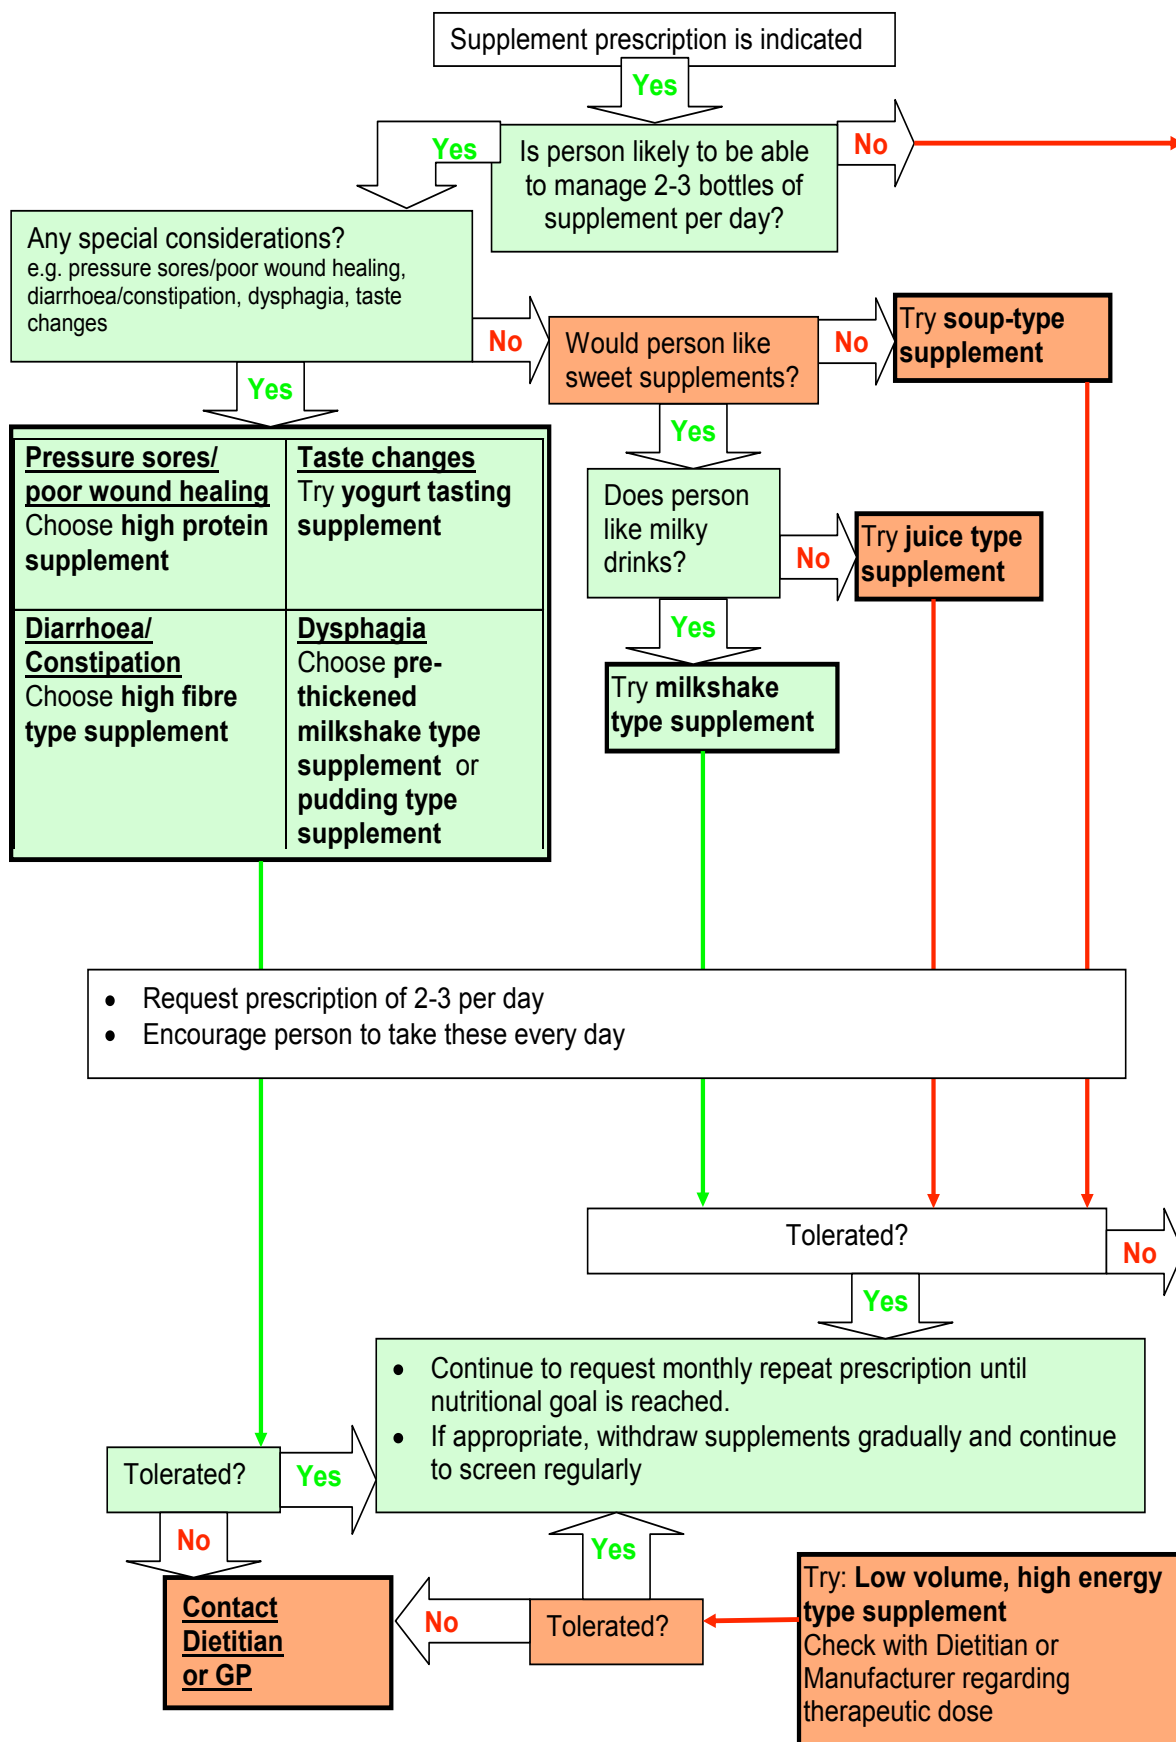 Supplement prescription is indicated
Yes
Yes
Is person likely to be able
to manage 2-3 bottles of
supplement per day?
No
Any special considerations?
e.g. pressure sores/poor wound healing,
diarrhoea/constipation, dysphagia, taste
changes
No
Would person like
sweet supplements?
No
Try soup-type
supplement
Yes
Yes
Pressure sores/
poor wound healing
Choose high protein
supplement
Taste changes
Try yogurt tasting
supplement
Does person
like milky
drinks?
No
Try juice type
supplement
Diarrhoea/
Constipation
Choose high fibre
type supplement
Dysphagia
Choose pre-
thickened
milkshake type
supplement or
pudding type
supplement
Yes
Try milkshake
type supplement
• Request prescription of 2-3 per day
• Encourage person to take these every day
Tolerated?
No
Yes
• Continue to request monthly repeat prescription until
nutritional goal is reached.
• If appropriate, withdraw supplements gradually and continue
to screen regularly
Tolerated?
Yes
No
Yes
Contact
Dietitian
or GP
No
Tolerated?
Try: Low volume, high energy
type supplement
Check with Dietitian or
Manufacturer regarding
therapeutic dose